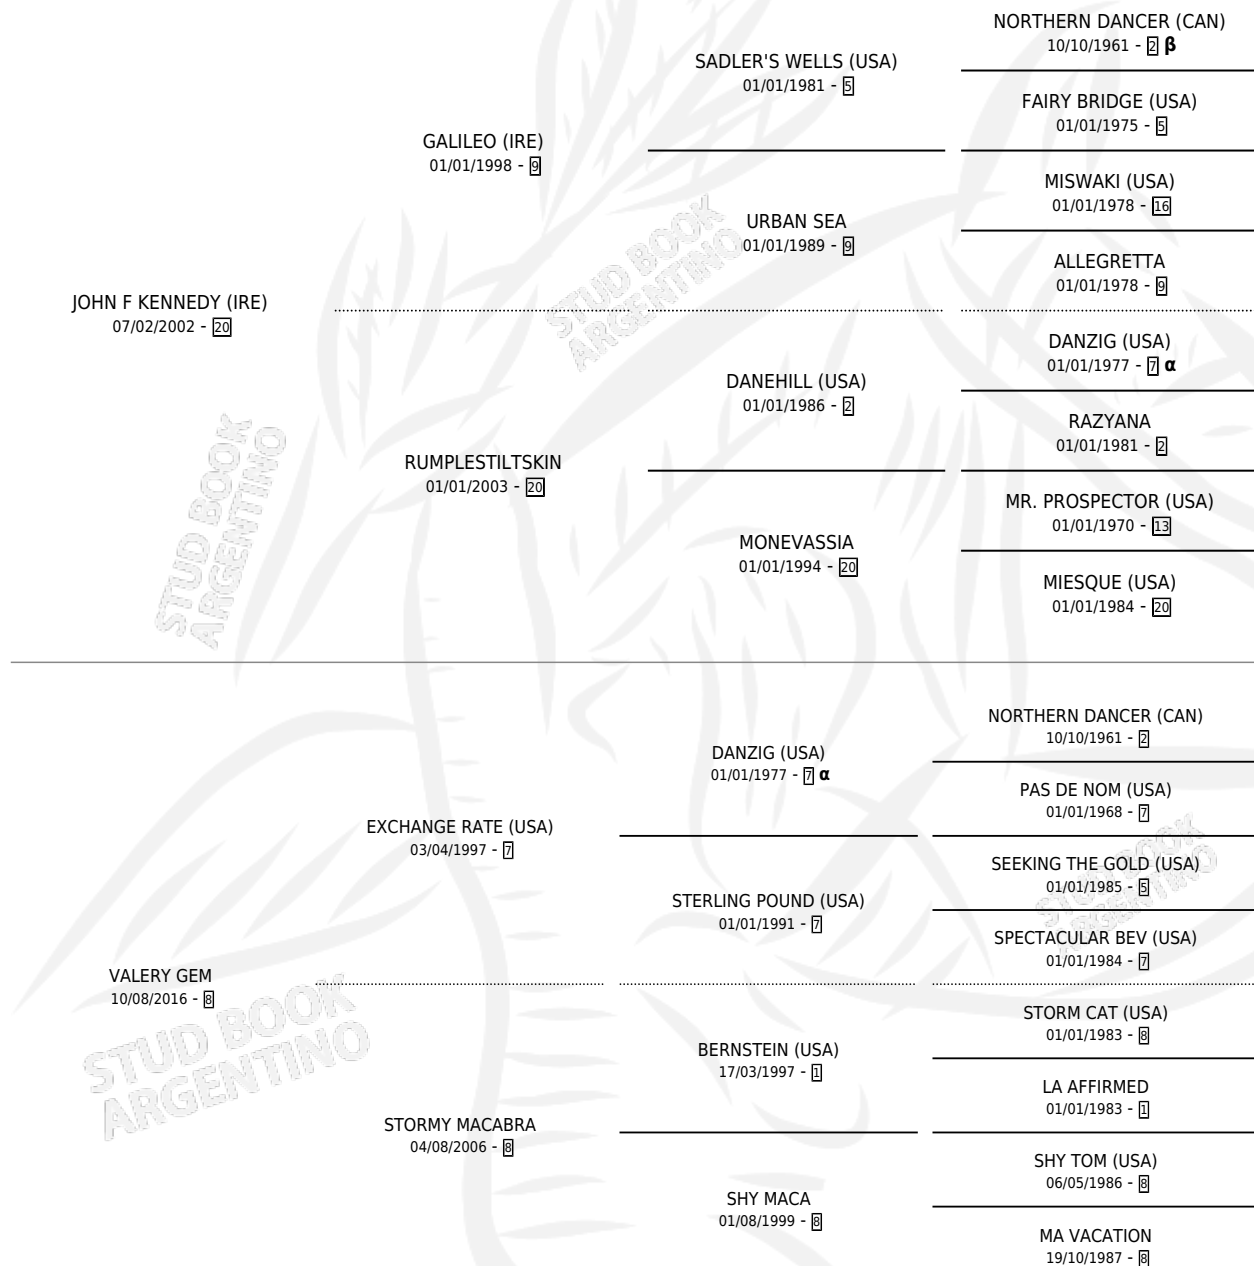 JOHN F KENNEDY (IRE)
07/02/2002 - 20
GALILEO (IRE)
01/01/1998 - 9
SADLER'S WELLS (USA)
01/01/1981 - 5
NORTHERN DANCER (CAN)
10/10/1961 - 2 β
FAIRY BRIDGE (USA)
01/01/1975 - 5
URBAN SEA
01/01/1989 - 9
MISWAKI (USA)
01/01/1978 - 16
ALLEGRETTA
01/01/1978 - 9
RUMPLESTILTSKIN
01/01/2003 - 20
DANEHILL (USA)
01/01/1986 - 2
DANZIG (USA)
01/01/1977 - 7 α
RAZYANA
01/01/1981 - 2
MONEVASSIA
01/01/1994 - 20
MR. PROSPECTOR (USA)
01/01/1970 - 13
MIESQUE (USA)
01/01/1984 - 20
VALERY GEM
10/08/2016 - 8
EXCHANGE RATE (USA)
03/04/1997 - 7
DANZIG (USA)
01/01/1977 - 7 α
NORTHERN DANCER (CAN)
10/10/1961 - 2
PAS DE NOM (USA)
01/01/1968 - 7
STERLING POUND (USA)
01/01/1991 - 7
SEEKING THE GOLD (USA)
01/01/1985 - 5
SPECTACULAR BEV (USA)
01/01/1984 - 7
STORMY MACABRA
04/08/2006 - 8
BERNSTEIN (USA)
17/03/1997 - 1
STORM CAT (USA)
01/01/1983 - 8
LA AFFIRMED
01/01/1983 - 1
SHY MACA
01/08/1999 - 8
SHY TOM (USA)
06/05/1986 - 8
MA VACATION
19/10/1987 - 8
STUD BOOK
ARGENTINO
STUD BOOK
ARGENTINO
STUD BOOK
ARGENTINO
STUD BOOK
ARGENTINO